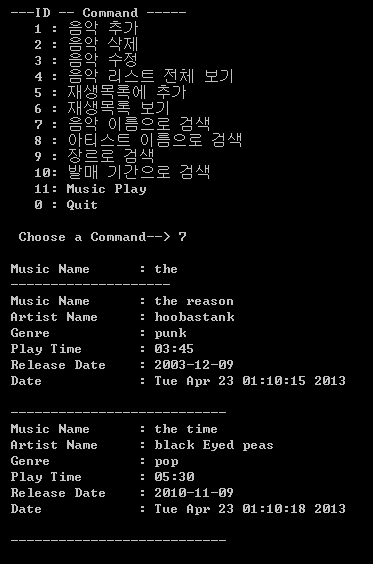 ---ID -- Command -----
1 : 음악 추가
2 : 음악 삭제
3 : 음악 수정
4 : 음악 리스트 전체 보기
5 : 재생목록에 추가
6 : 재생목록 보기
7 : 음악 이름으로 검색
8 : 아티스트 이름으로 검색
9 : 장르로 검색
10: 발매 기간으로 검색
11: Music Play
0 : Quit
Choose a Command--> 7
Music Name : the
--------------------
Music Name : the reason
Artist Name : hoobastank
Genre : punk
Play Time : 03:45
Release Date : 2003-12-09
Date : Tue Apr 23 01:10:15 2013
---------------------------
Music Name : the time
Artist Name : black Eyed peas
Genre : pop
Play Time : 05:30
Release Date : 2010-11-09
Date : Tue Apr 23 01:10:18 2013
---------------------------